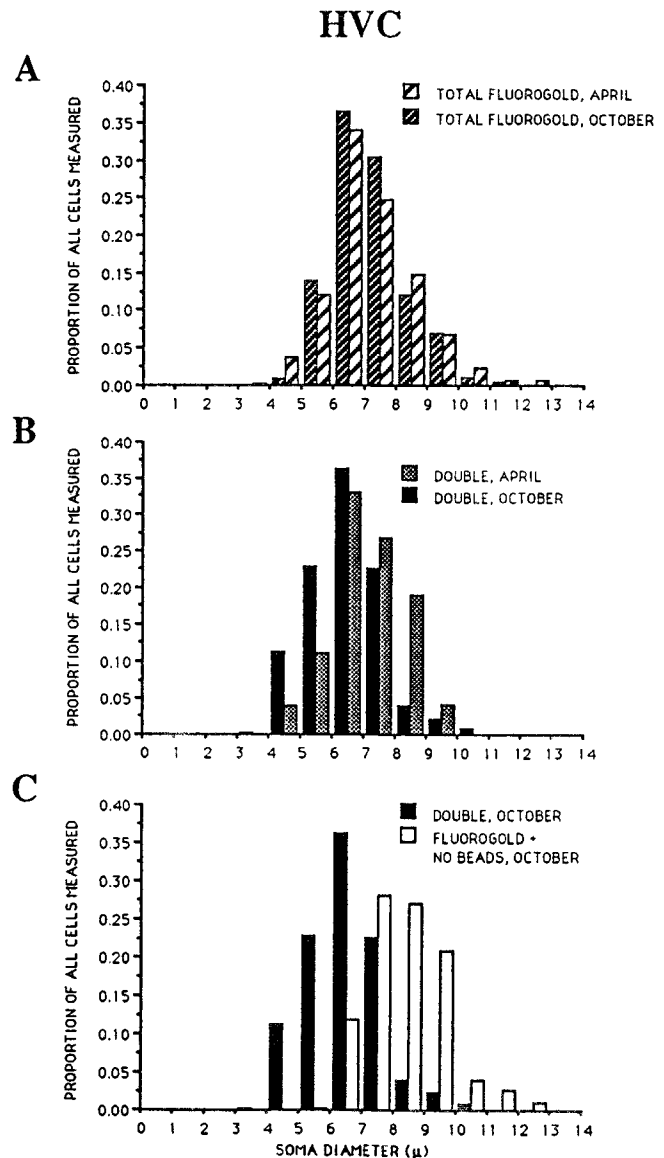 HVC
A
PROPORTION OF ALL CELLS MEASURED
0.40
0.35
0.30
0.25
0.20
0.15
0.10
0.05
0.00
TOTAL FLUOROGOLD, APRIL
TOTAL FLUOROGOLD, OCTOBER
0 1 2 3 4 5 6 7 8 9 10 11 12 13 14
B
PROPORTION OF ALL CELLS MEASURED
0.40
0.35
0.30
0.25
0.20
0.15
0.10
0.05
0.00
DOUBLE, APRIL
DOUBLE, OCTOBER
0 1 2 3 4 5 6 7 8 9 10 11 12 13 14
C
PROPORTION OF ALL CELLS MEASURED
0.40
0.35
0.30
0.25
0.20
0.15
0.10
0.05
0.00
DOUBLE, OCTOBER
FLUOROGOLD +
NO BEADS, OCTOBER
0 1 2 3 4 5 6 7 8 9 10 11 12 13 14
SOMA DIAMETER (μ)